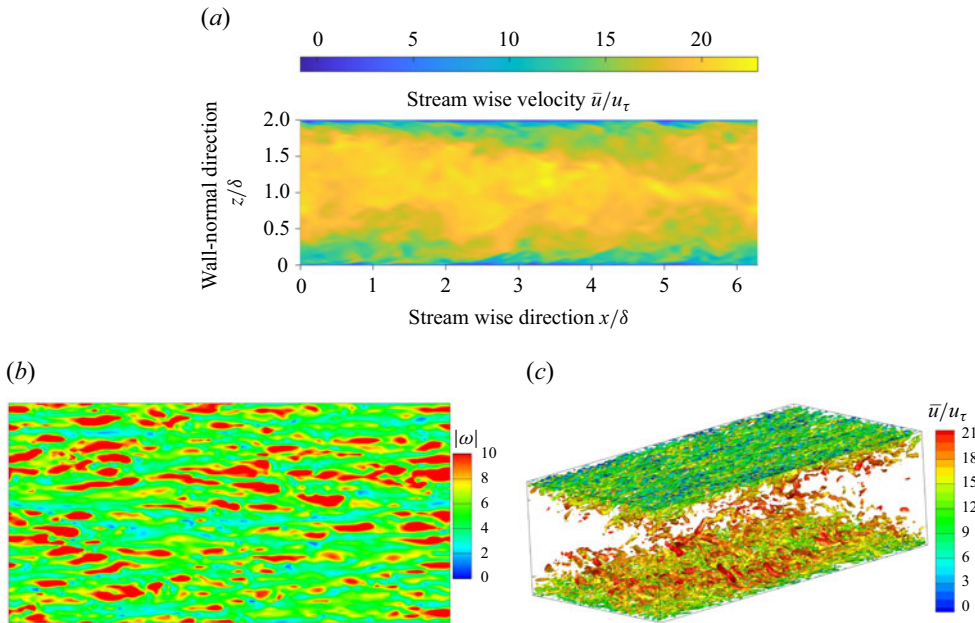 (a)
0 5 10 15 20
Stream wise velocity ū/u_τ
Wall-normal direction
z/δ
2.0
1.5
1.0
0.5
0
0 1 2 3 4 5 6
Stream wise direction x/δ
(b)
|ω|
10
8
6
4
2
0
(c)
ū/u_τ
21
18
15
12
9
6
3
0